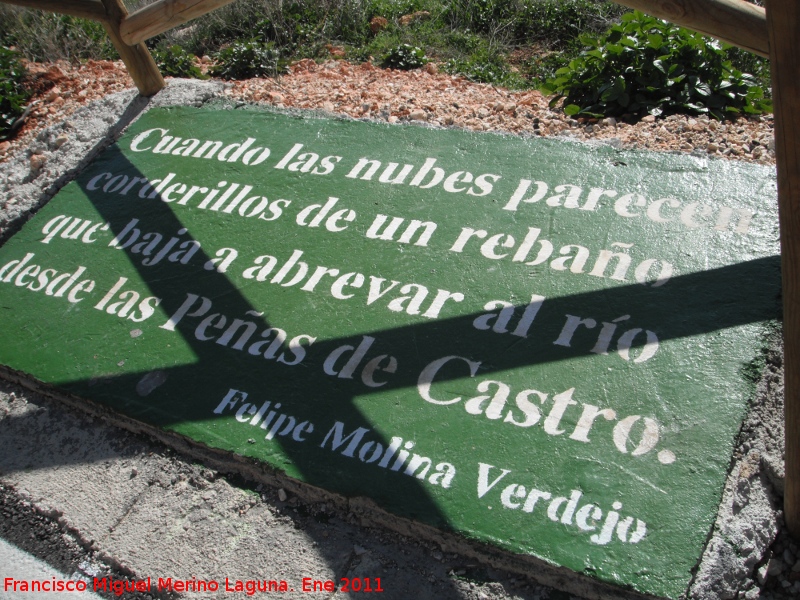 Cuando las nubes parecen
corderillos de un rebaño
que baja a abrevar al río
desde las Peñas de Castro.
Felipe Molina Verdejo
Francisco Miguel Merino Laguna. Ene 2011